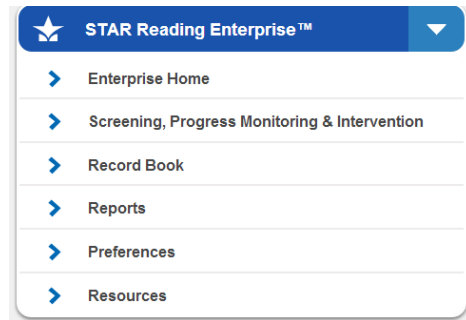 STAR Reading Enterprise™
Enterprise Home
Screening, Progress Monitoring & Intervention
Record Book
Reports
Preferences
Resources